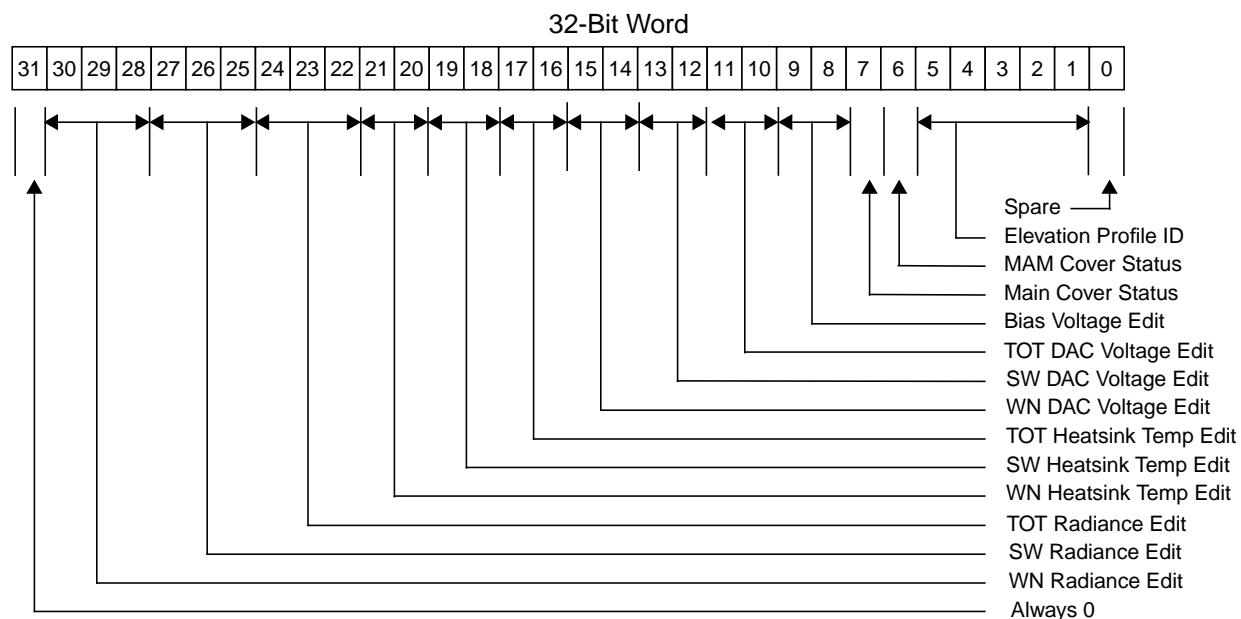 32-Bit Word
31 30 29 28 27 26 25 24 23 22 21 20 19 18 17 16 15 14 13 12 11 10 9 8 7 6 5 4 3 2 1 0
Spare
Elevation Profile ID
MAM Cover Status
Main Cover Status
Bias Voltage Edit
TOT DAC Voltage Edit
SW DAC Voltage Edit
WN DAC Voltage Edit
TOT Heatsink Temp Edit
SW Heatsink Temp Edit
WN Heatsink Temp Edit
TOT Radiance Edit
SW Radiance Edit
WN Radiance Edit
Always 0